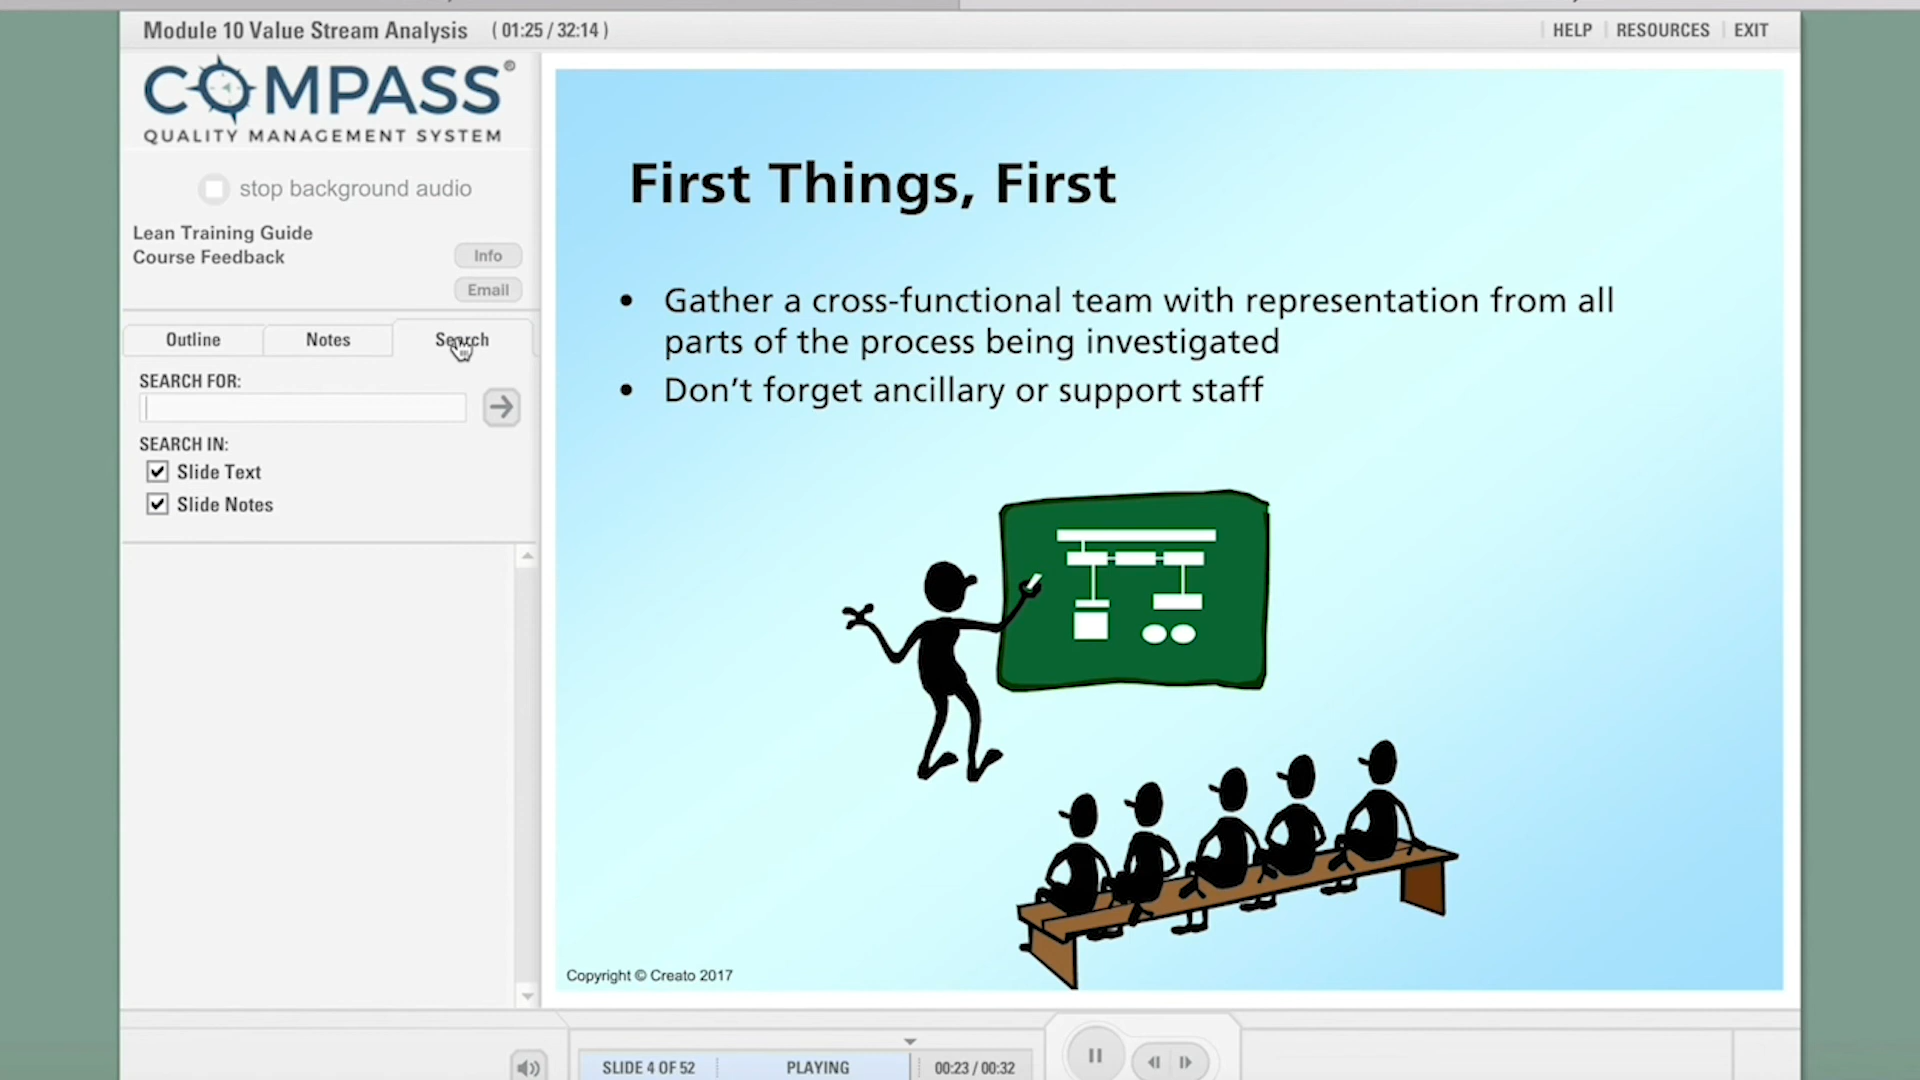 Module 10 Value Stream Analysis ( 01:25 / 32:14 )
HELP RESOURCES EXIT
COMPASS®
QUALITY MANAGEMENT SYSTEM
stop background audio
Lean Training Guide
Course Feedback
Info
Email
Outline Notes Search
SEARCH FOR:
SEARCH IN:
Slide Text
Slide Notes
First Things, First
• Gather a cross-functional team with representation from all
parts of the process being investigated
• Don’t forget ancillary or support staff
Copyright © Creato 2017
SLIDE 4 OF 52 PLAYING 00:23 / 00:32